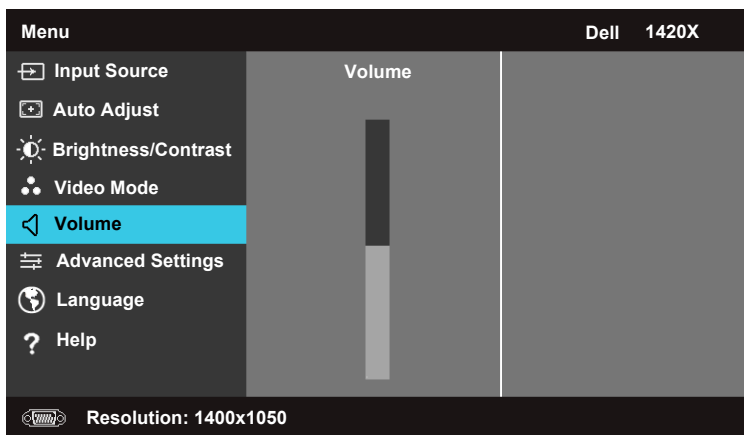 Menu Dell 1420X
Input Source
Volume
Auto Adjust
Brightness/Contrast
Video Mode
Volume
Advanced Settings
Language
? Help
Resolution: 1400x1050